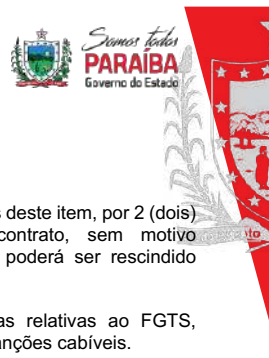 Somos todos
PARAÍBA
Governo do Estado
s deste item, por 2 (dois)
contrato, sem motivo
poderá ser rescindido
as relativas ao FGTS,
anções cabíveis.